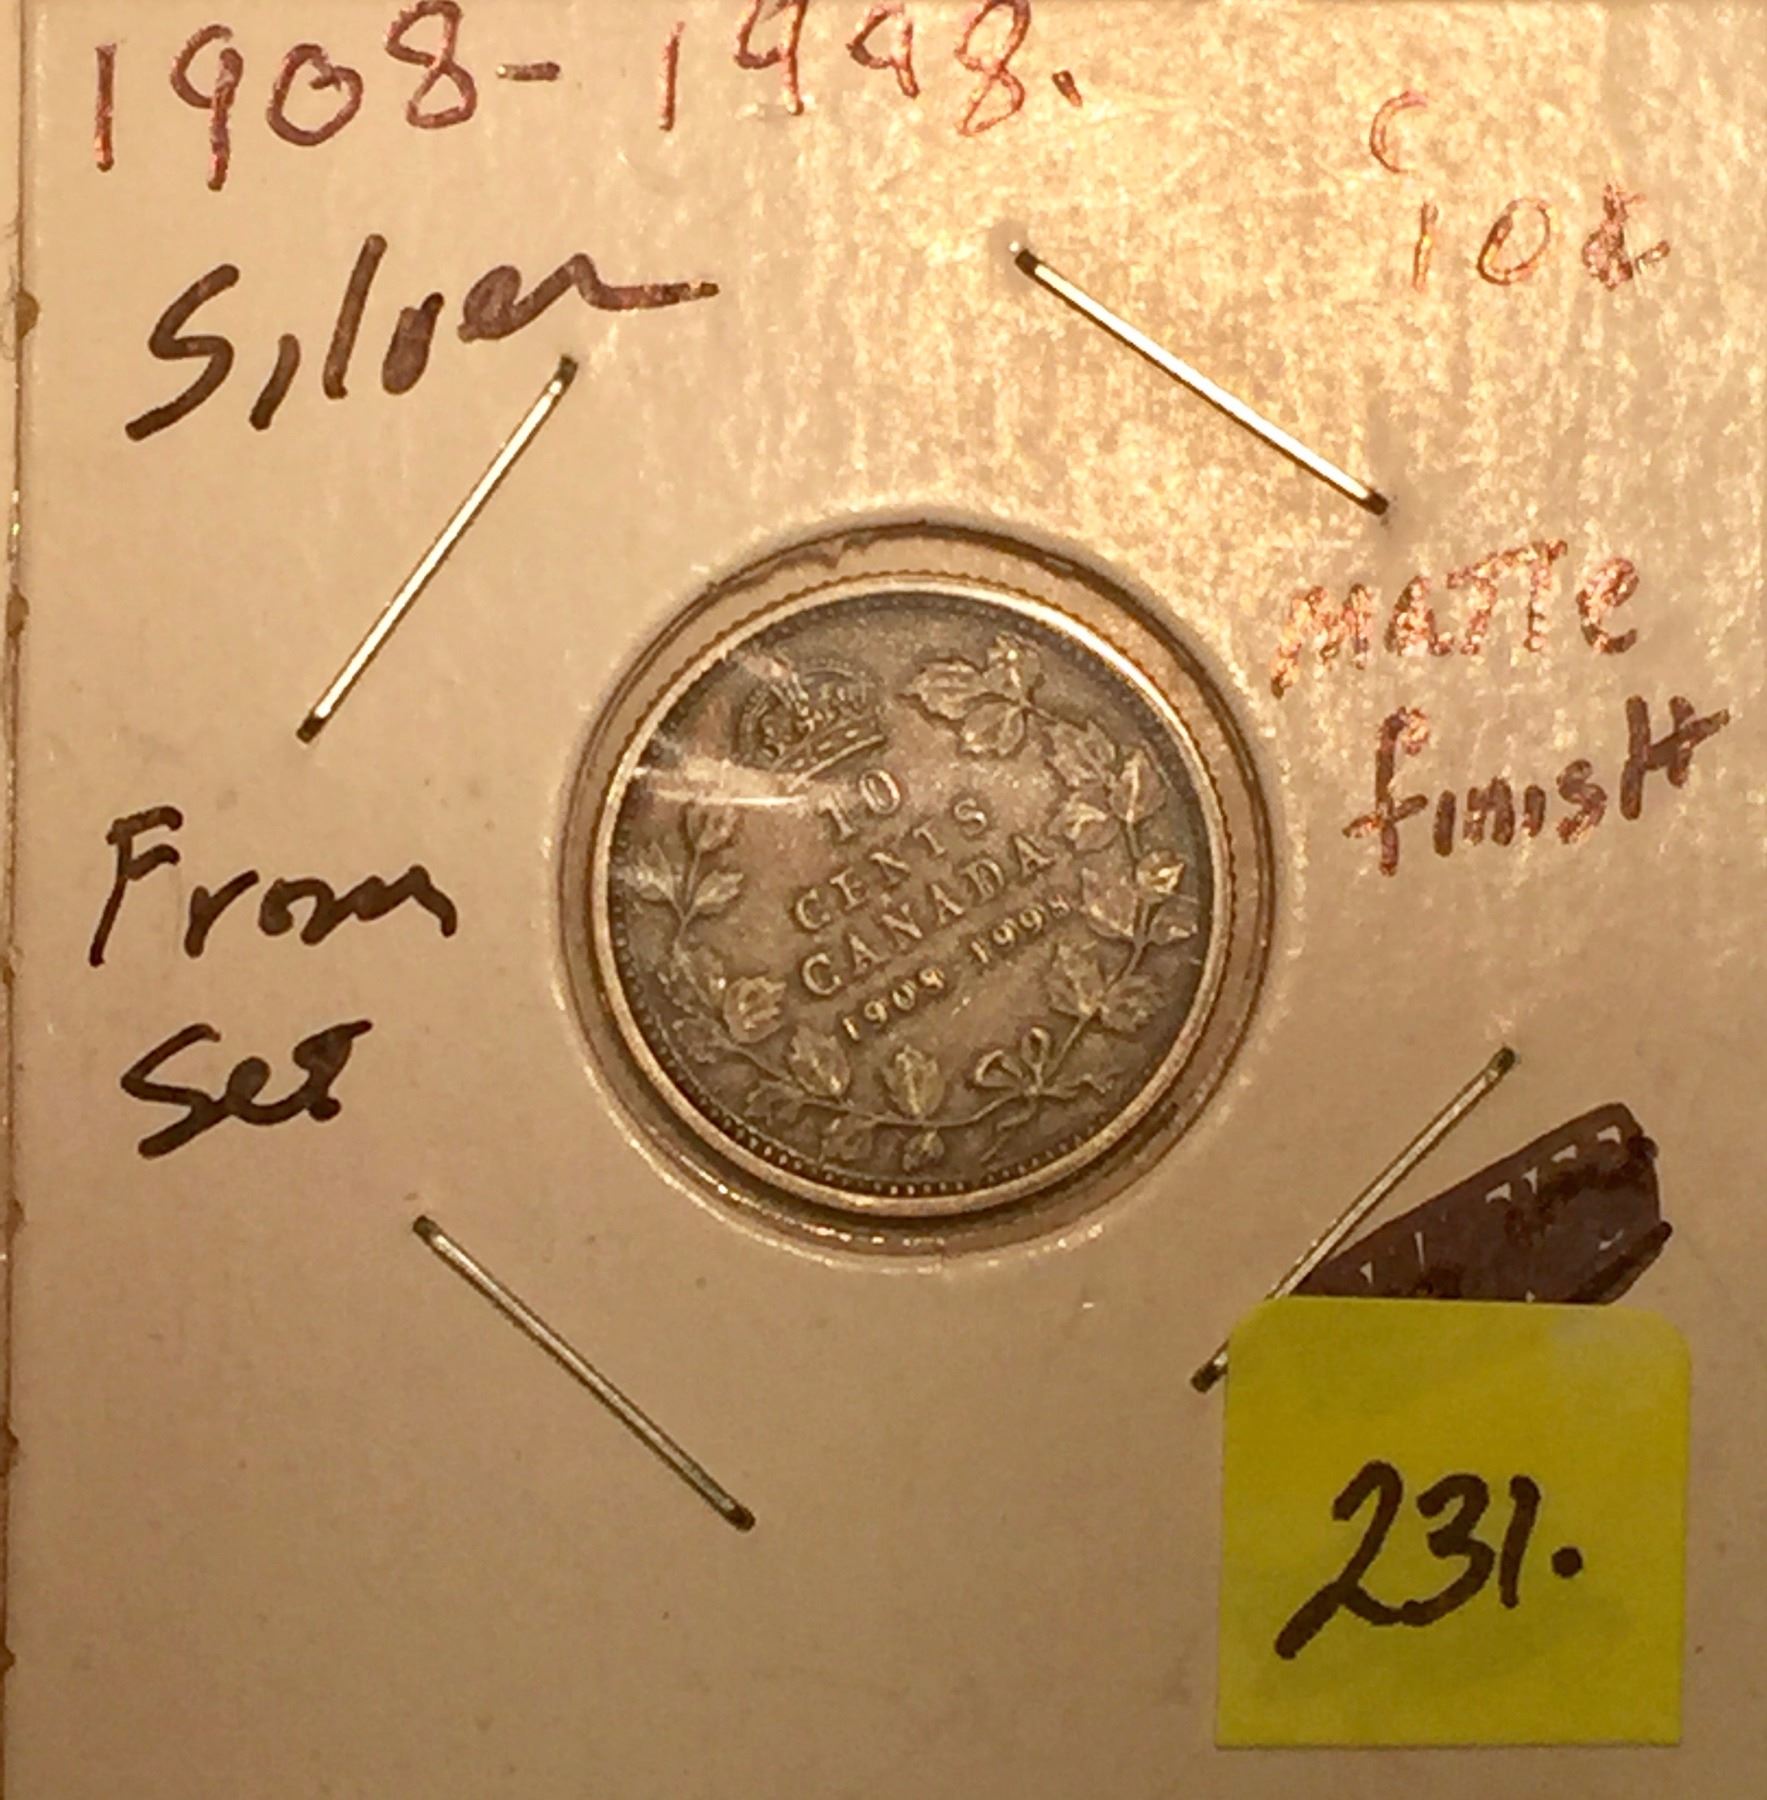 1908-1998.
C
10¢
Silver
MATTE
finisH
From
Set
10
CENTS
CANADA
1908-1998
231.